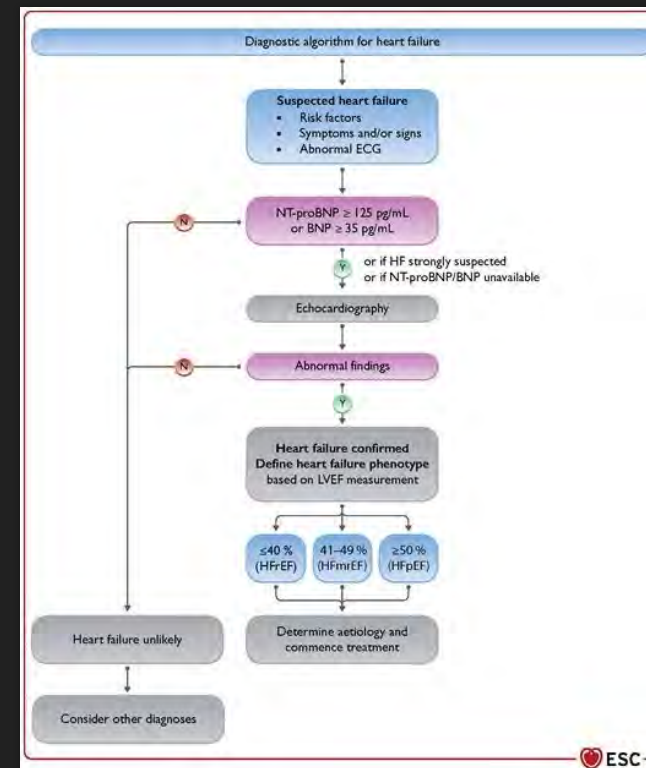 Diagnostic algorithm for heart failure
Suspected heart failure
• Risk factors
• Symptoms and/or signs
• Abnormal ECG
N
NT-proBNP ≥ 125 pg/mL
or BNP ≥ 35 pg/mL
Y
or if HF strongly suspected
or if NT-proBNP/BNP unavailable
Echocardiography
N
Abnormal findings
Y
Heart failure confirmed
Define heart failure phenotype
based on LVEF measurement
≤40 %
(HFrEF)
41–49 %
(HFmrEF)
≥50 %
(HFpEF)
Heart failure unlikely
Determine aetiology and
commence treatment
Consider other diagnoses
ESC